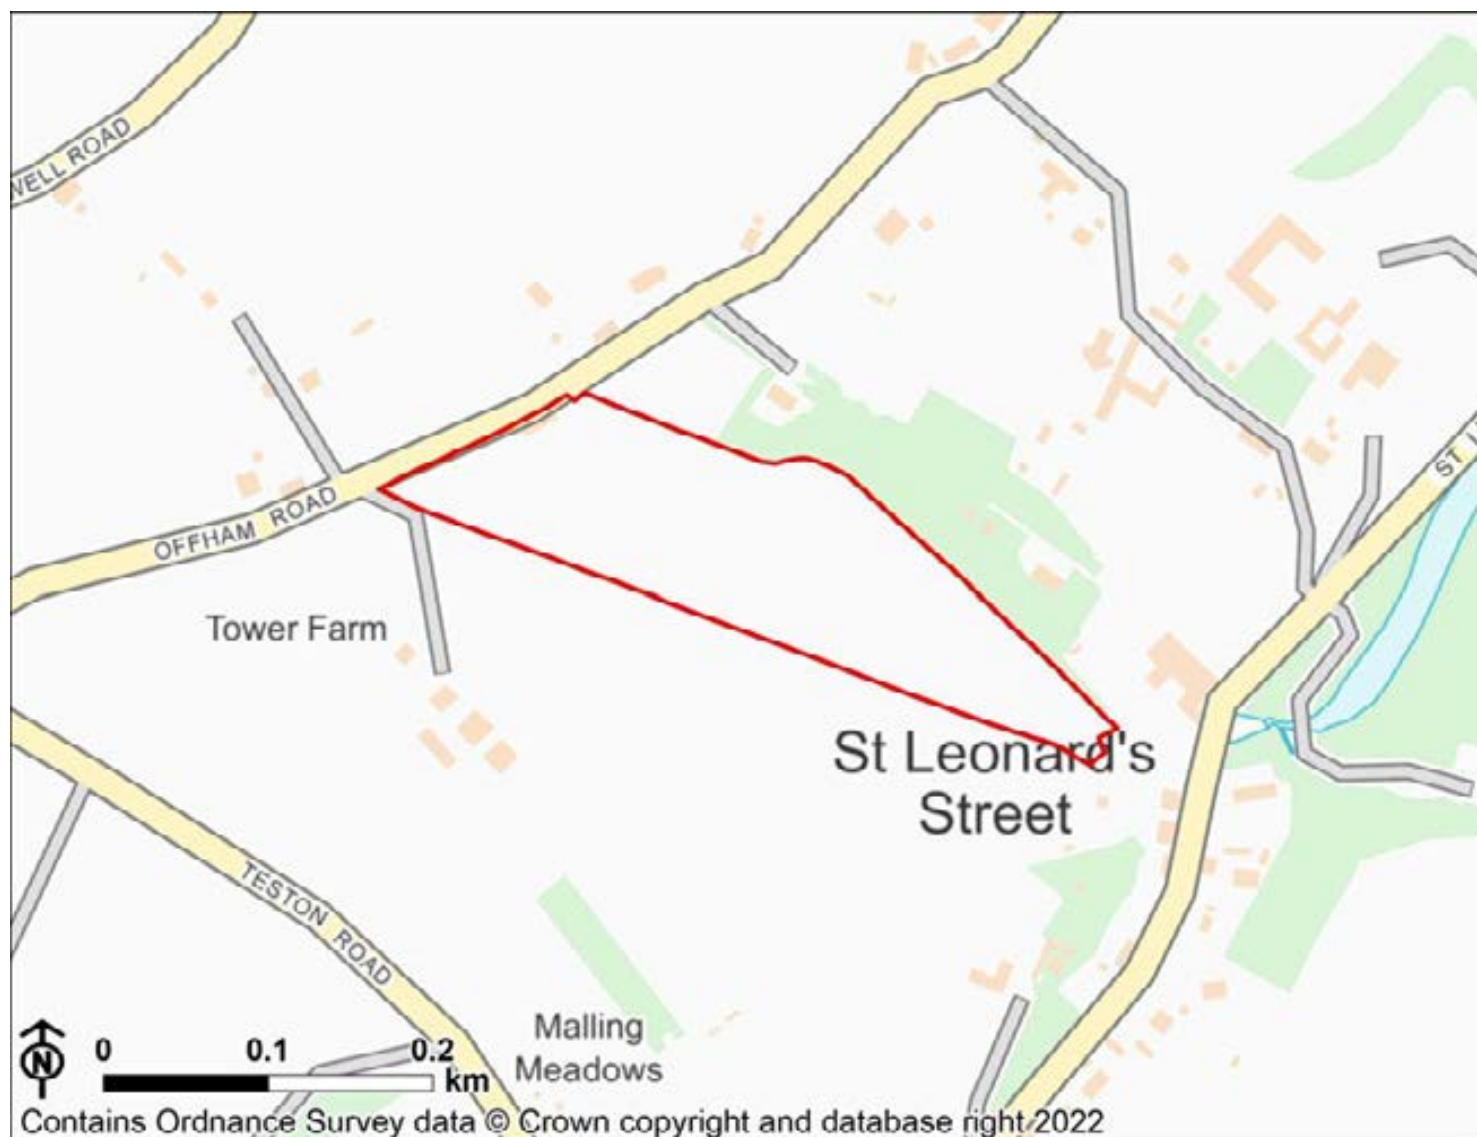 WELL ROAD
OFFHAM ROAD
Tower Farm
ST L
St Leonard's
Street
TESTON ROAD
Malling
Meadows
N
0 0.1 0.2
km
Contains Ordnance Survey data © Crown copyright and database right 2022